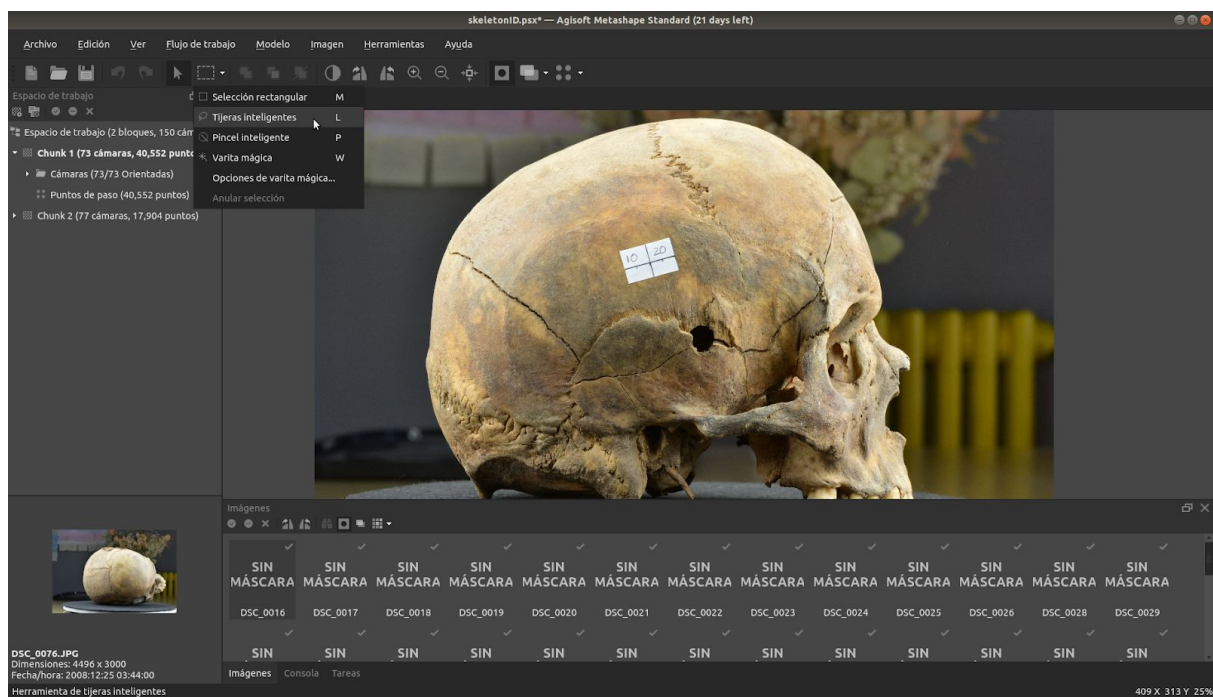 skeletonID.psx* — Agisoft Metashape Standard (21 days left)
Archivo Edición Ver Flujo de trabajo Modelo Imagen Herramientas Ayuda
Espacio de trabajo
Selección rectangular M
Tijeras inteligentes L
Pincel inteligente P
Varita mágica W
Opciones de varita mágica...
Anular selección
Espacio de trabajo (2 bloques, 150 cám
Chunk 1 (73 cámaras, 40,552 punto
Cámaras (73/73 Orientadas)
Puntos de paso (40,552 puntos)
Chunk 2 (77 cámaras, 17,904 puntos)
10 20
Imágenes
SIN MÁSCARA SIN MÁSCARA SIN MÁSCARA SIN MÁSCARA SIN MÁSCARA SIN MÁSCARA SIN MÁSCARA SIN MÁSCARA SIN MÁSCARA SIN MÁSCARA SIN MÁSCARA SIN MÁSCARA SIN MÁSCARA
DSC_0016 DSC_0017 DSC_0018 DSC_0019 DSC_0020 DSC_0021 DSC_0022 DSC_0023 DSC_0024 DSC_0025 DSC_0026 DSC_0028 DSC_0029
SIN SIN SIN SIN SIN SIN SIN SIN SIN SIN SIN SIN SIN
DSC_0076.JPG
Dimensiones: 4496 x 3000
Fecha/hora: 2008:12:25 03:44:00
Imágenes Consola Tareas
Herramienta de tijeras inteligentes
409 X 313 Y 25%